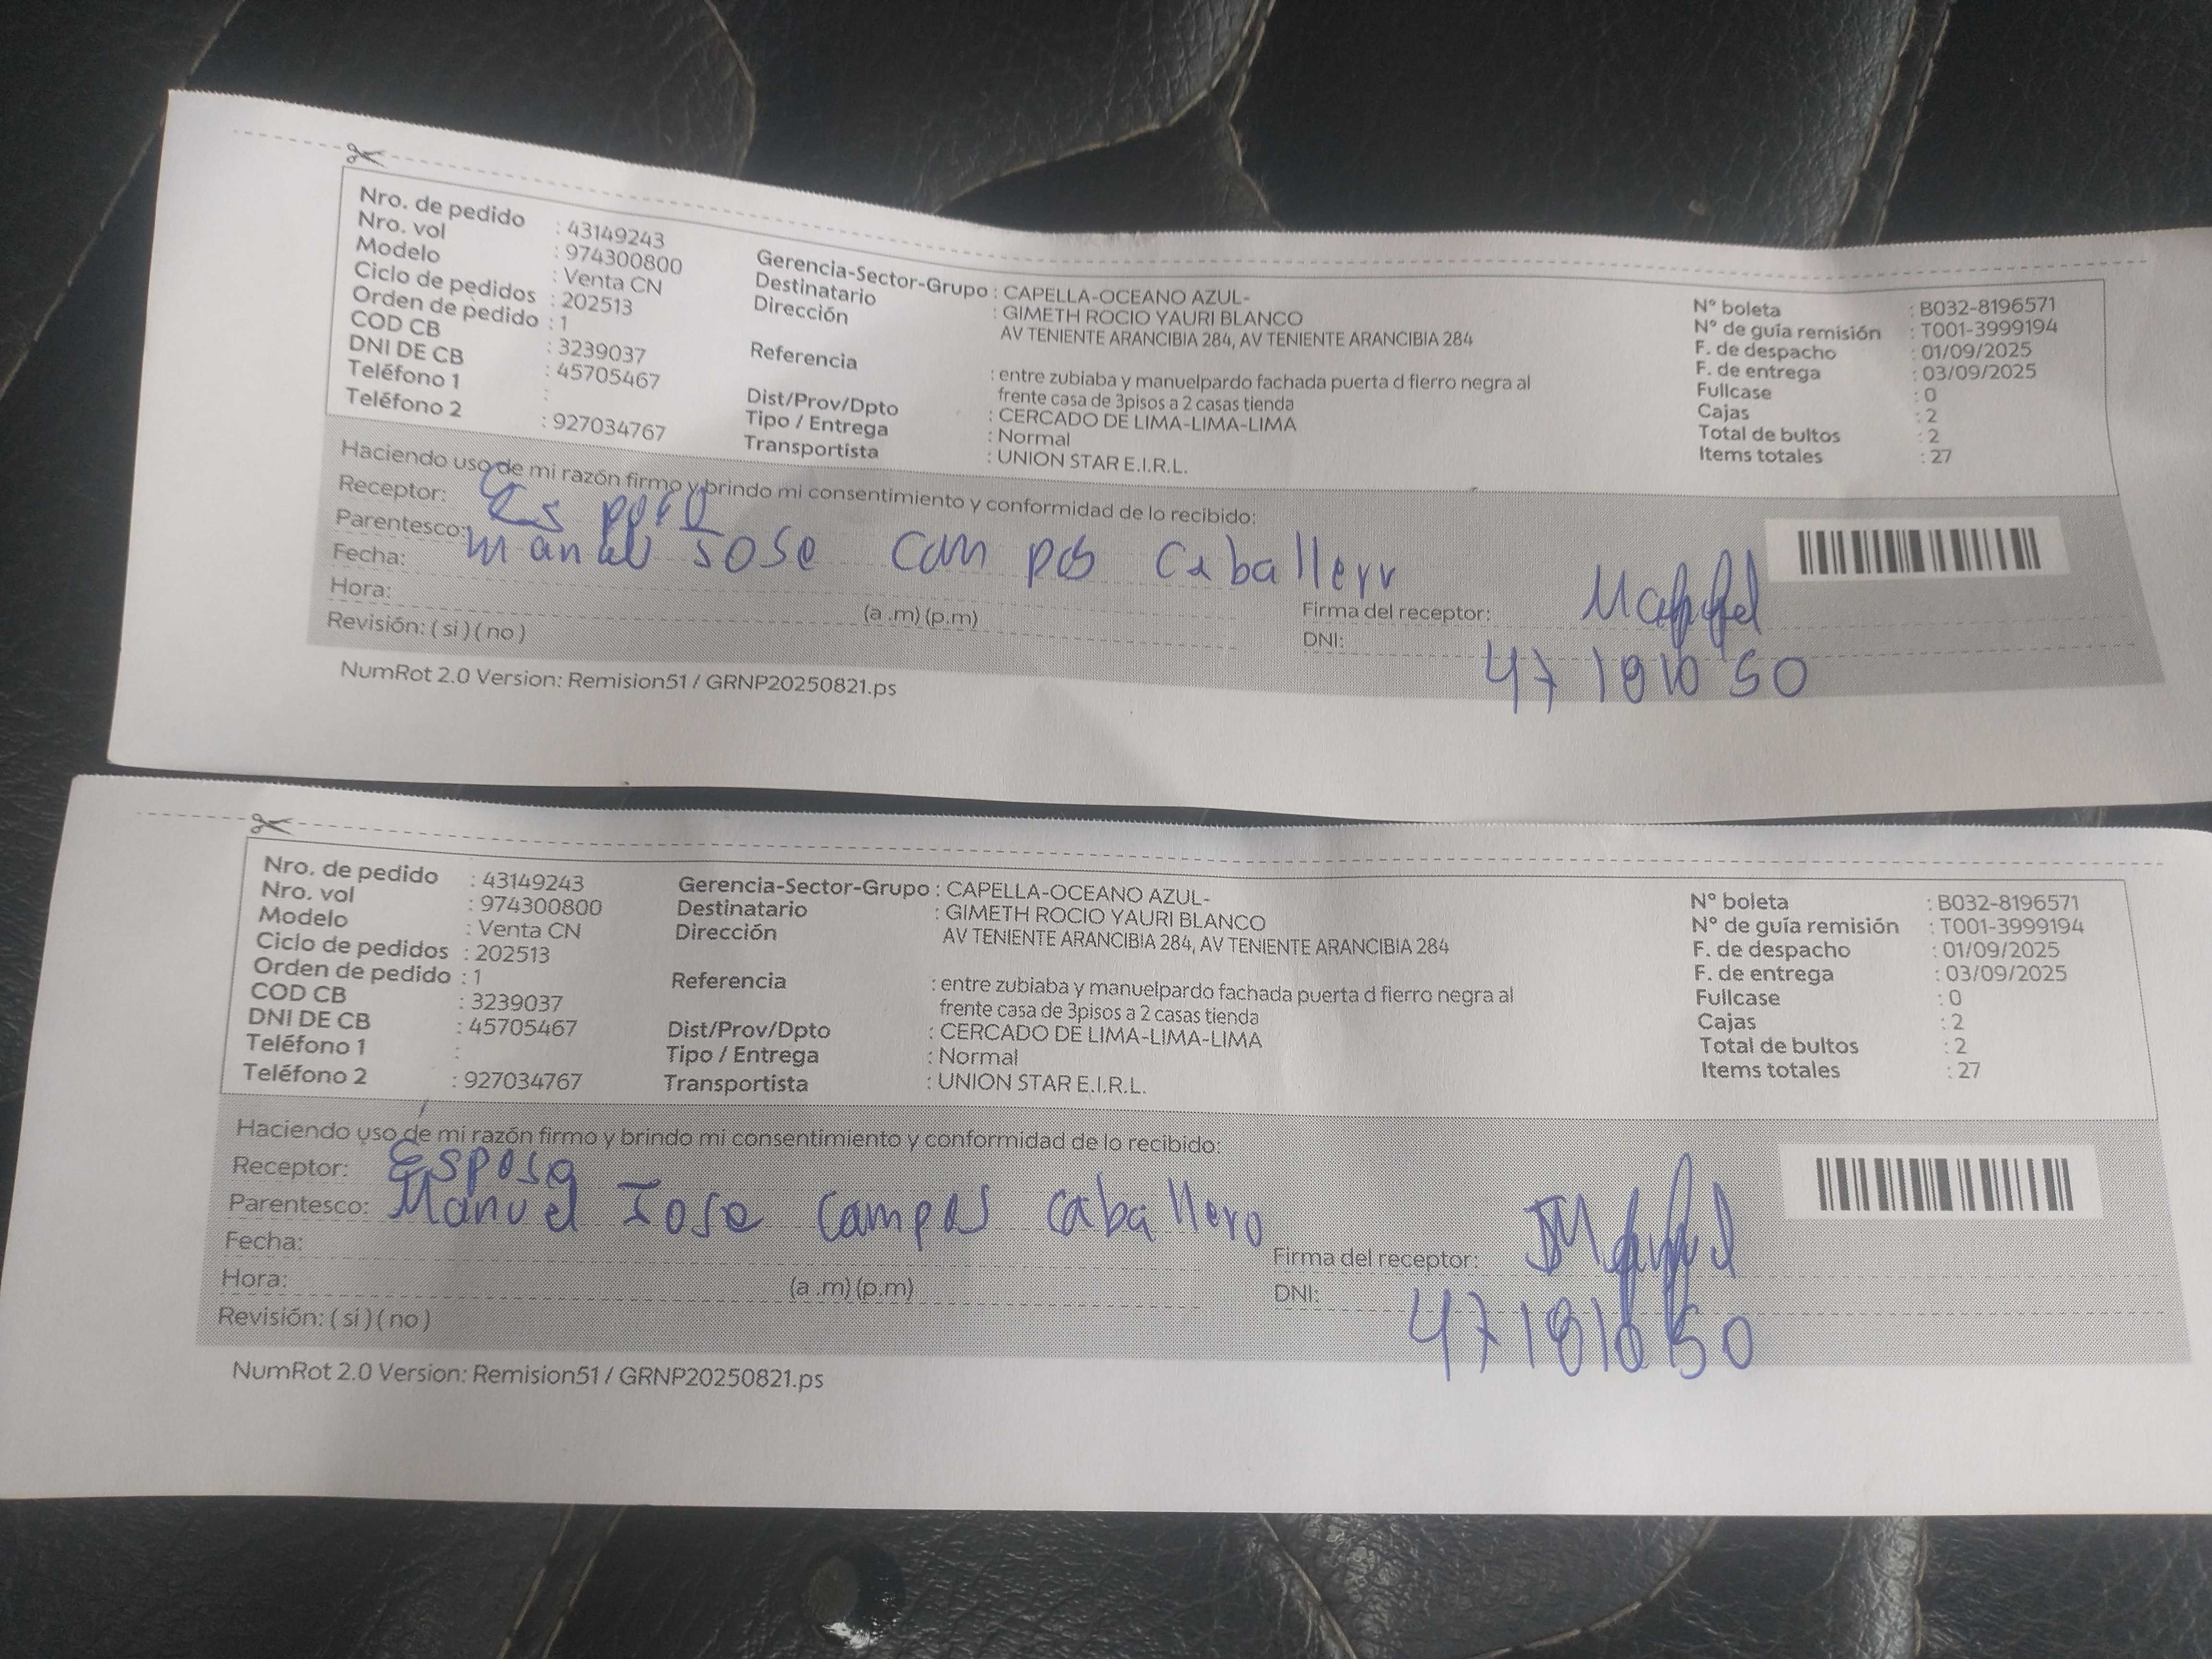 Nro. de pedido : 43149243
Nro. vol : 974300800
Modelo : Venta CN
Ciclo de pedidos : 202513
Orden de pedido : 1
COD CB : 3239037
DNI DE CB : 45705467
Teléfono 1 :
Teléfono 2 : 927034767
Gerencia-Sector-Grupo : CAPELLA-OCEANO AZUL-
Destinatario : GIMETH ROCIO YAURI BLANCO
Dirección AV TENIENTE ARANCIBIA 284, AV TENIENTE ARANCIBIA 284
Referencia : entre zubiaba y manuelpardo fachada puerta d fierro negra al
frente casa de 3pisos a 2 casas tienda
Dist/Prov/Dpto : CERCADO DE LIMA-LIMA-LIMA
Tipo / Entrega : Normal
Transportista : UNION STAR E.I.R.L.
N° boleta : B032-8196571
N° de guía remisión : T001-3999194
F. de despacho : 01/09/2025
F. de entrega : 03/09/2025
Fullcase : 0
Cajas : 2
Total de bultos : 2
Items totales : 27
Haciendo uso de mi razón firmo y brindo mi consentimiento y conformidad de lo recibido:
Receptor:
Parentesco: Jose Campos
Fecha:
Hora: (a .m) (p.m)
Revisión: ( si ) ( no )
Firma del receptor:
DNI:
NumRot 2.0 Version: Remision51 / GRNP20250821.ps
Nro. de pedido : 43149243
Nro. vol : 974300800
Modelo : Venta CN
Ciclo de pedidos : 202513
Orden de pedido : 1
COD CB : 3239037
DNI DE CB : 45705467
Teléfono 1 :
Teléfono 2 : 927034767
Gerencia-Sector-Grupo : CAPELLA-OCEANO AZUL-
Destinatario : GIMETH ROCIO YAURI BLANCO
Dirección AV TENIENTE ARANCIBIA 284, AV TENIENTE ARANCIBIA 284
Referencia : entre zubiaba y manuelpardo fachada puerta d fierro negra al
frente casa de 3pisos a 2 casas tienda
Dist/Prov/Dpto : CERCADO DE LIMA-LIMA-LIMA
Tipo / Entrega : Normal
Transportista : UNION STAR E.I.R.L.
N° boleta : B032-8196571
N° de guía remisión : T001-3999194
F. de despacho : 01/09/2025
F. de entrega : 03/09/2025
Fullcase : 0
Cajas : 2
Total de bultos : 2
Items totales : 27
Haciendo uso de mi razón firmo y brindo mi consentimiento y conformidad de lo recibido:
Receptor: Esposo
Parentesco: Manuel Jose Campos Caballero
Fecha:
Hora: (a .m) (p.m)
Revisión: ( si ) ( no )
Firma del receptor:
DNI:
NumRot 2.0 Version: Remision51 / GRNP20250821.ps